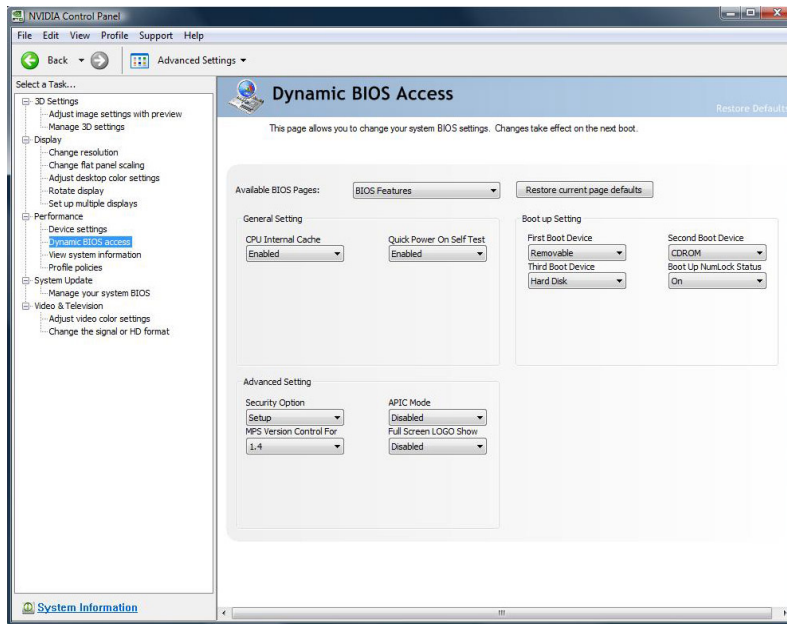 NVIDIA Control Panel
File Edit View Profile Support Help
Back Advanced Settings
Select a Task...
3D Settings
Adjust image settings with preview
Manage 3D settings
Display
Change resolution
Change flat panel scaling
Adjust desktop color settings
Rotate display
Set up multiple displays
Performance
Device settings
Dynamic BIOS access
View system information
Profile policies
System Update
Manage your system BIOS
Video & Television
Adjust video color settings
Change the signal or HD format
System Information
Dynamic BIOS Access
Restore Defaults
This page allows you to change your system BIOS settings. Changes take effect on the next boot.
Available BIOS Pages: BIOS Features Restore current page defaults
General Setting
CPU Internal Cache Quick Power On Self Test
Enabled Enabled
Boot up Setting
First Boot Device Second Boot Device
Removable CDROM
Third Boot Device Boot Up NumLock Status
Hard Disk On
Advanced Setting
Security Option APIC Mode
Setup Disabled
MPS Version Control For Full Screen LOGO Show
1.4 Disabled